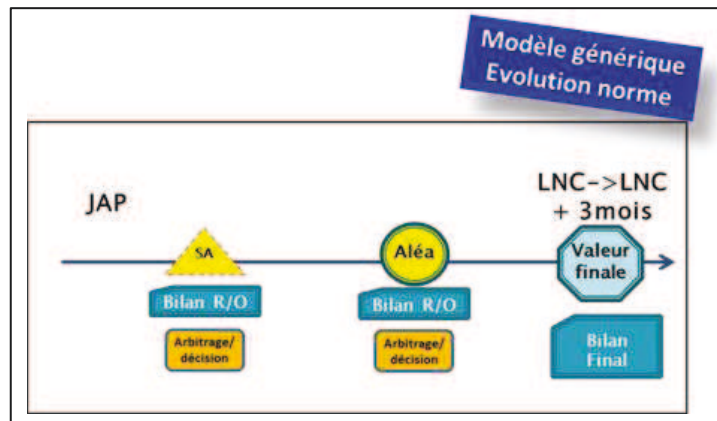 Modèle générique
Evolution norme
LNC->LNC
+ 3mois
JAP
SA
Aléa
Valeur
finale
Bilan R/O
Bilan R/O
Arbitrage/
décision
Arbitrage/
décision
Bilan
Final